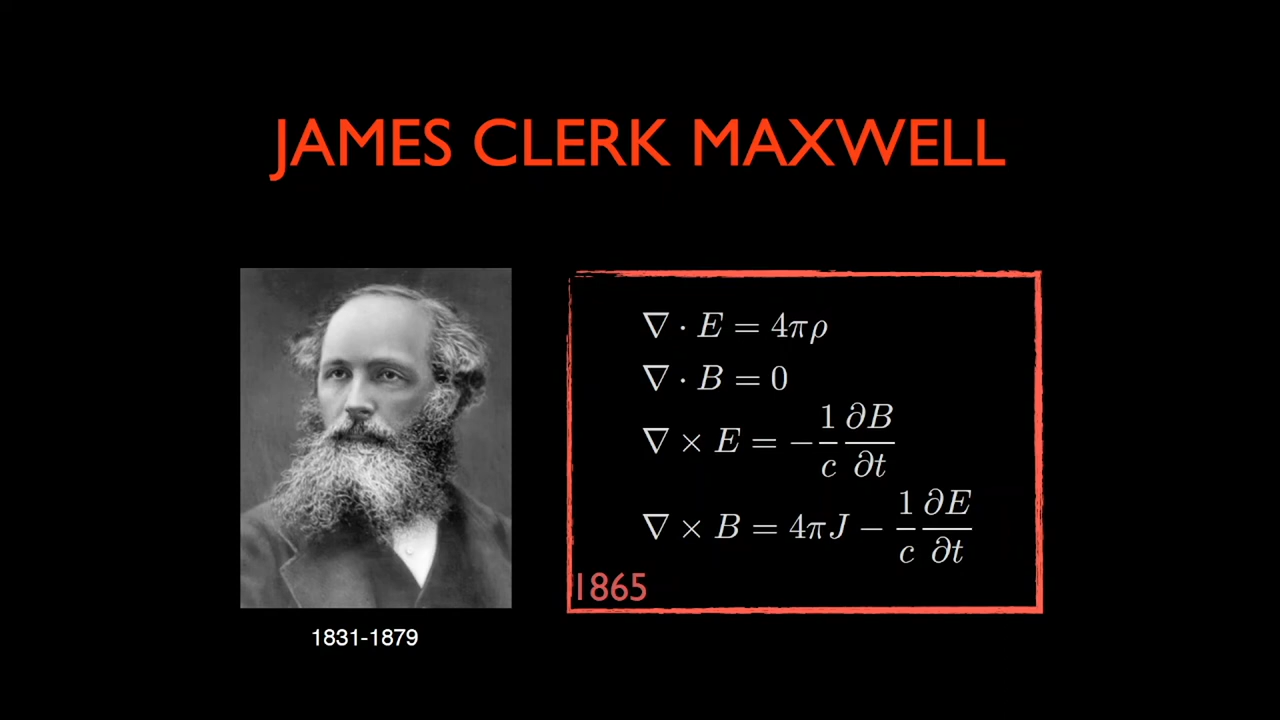 JAMES CLERK MAXWELL
∇ · E = 4πρ
∇ · B = 0
∇ × E = −(1/c) ∂B/∂t
∇ × B = 4πJ − (1/c) ∂E/∂t
1865
1831-1879